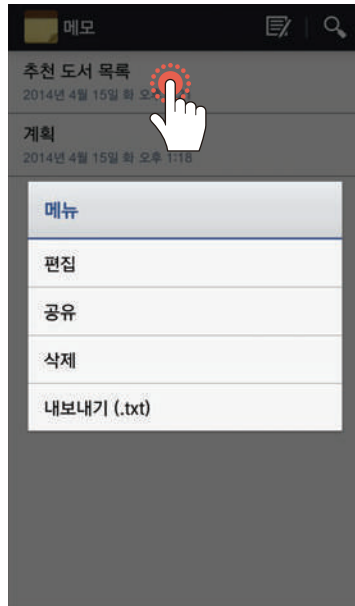 메모
추천 도서 목록
2014년 4월 15일 화 오후
계획
2014년 4월 15일 화 오후 1:18
메뉴
편집
공유
삭제
내보내기 (.txt)